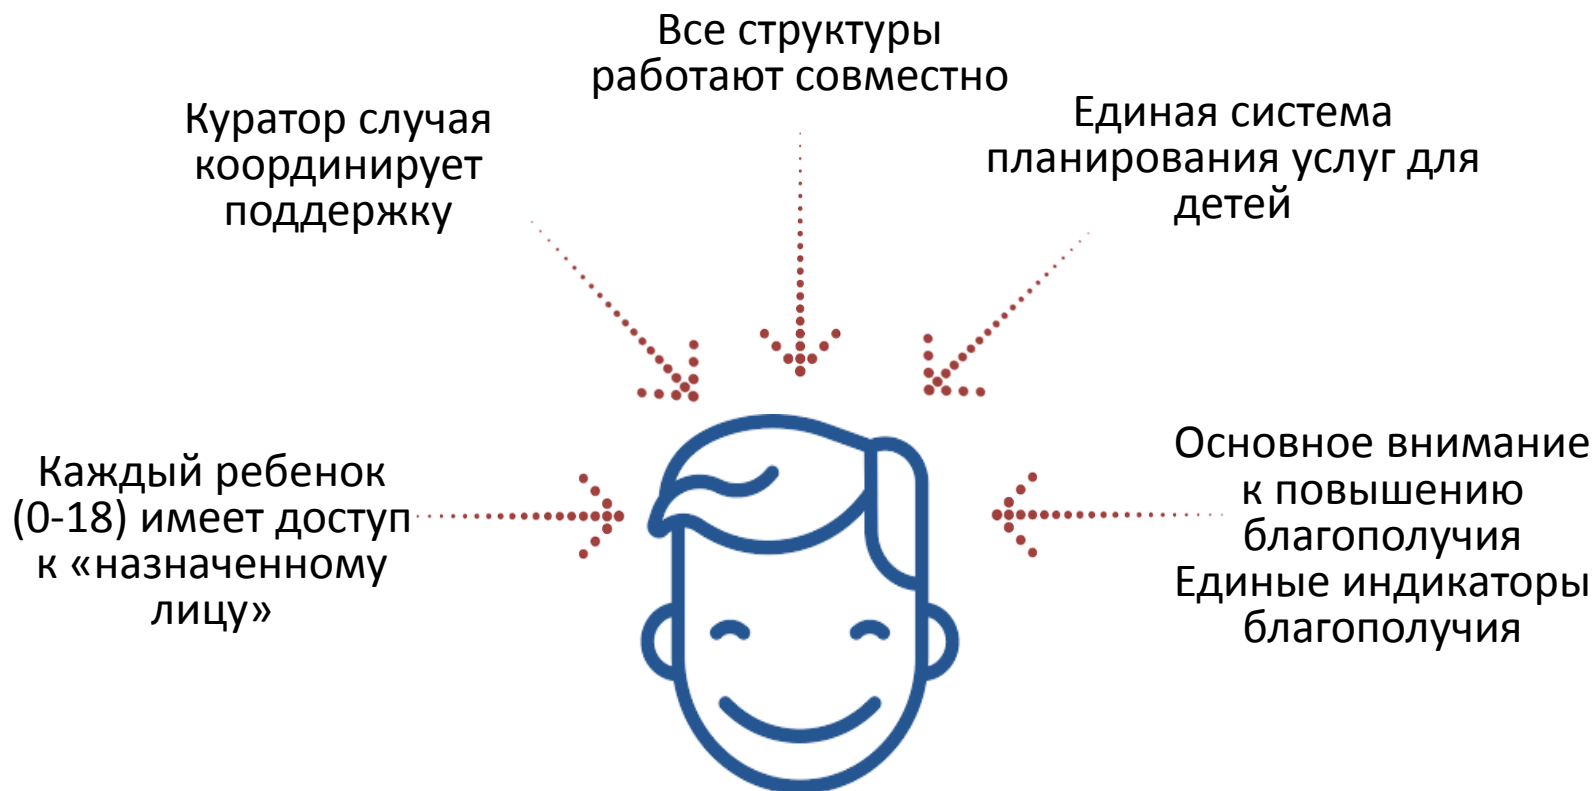 Все структуры
работают совместно
Куратор случая
координирует
поддержку
Единая система
планирования услуг для
детей
Каждый ребенок
(0-18) имеет доступ
к «назначенному
лицу»
Основное внимание
к повышению
благополучия
Единые индикаторы
благополучия